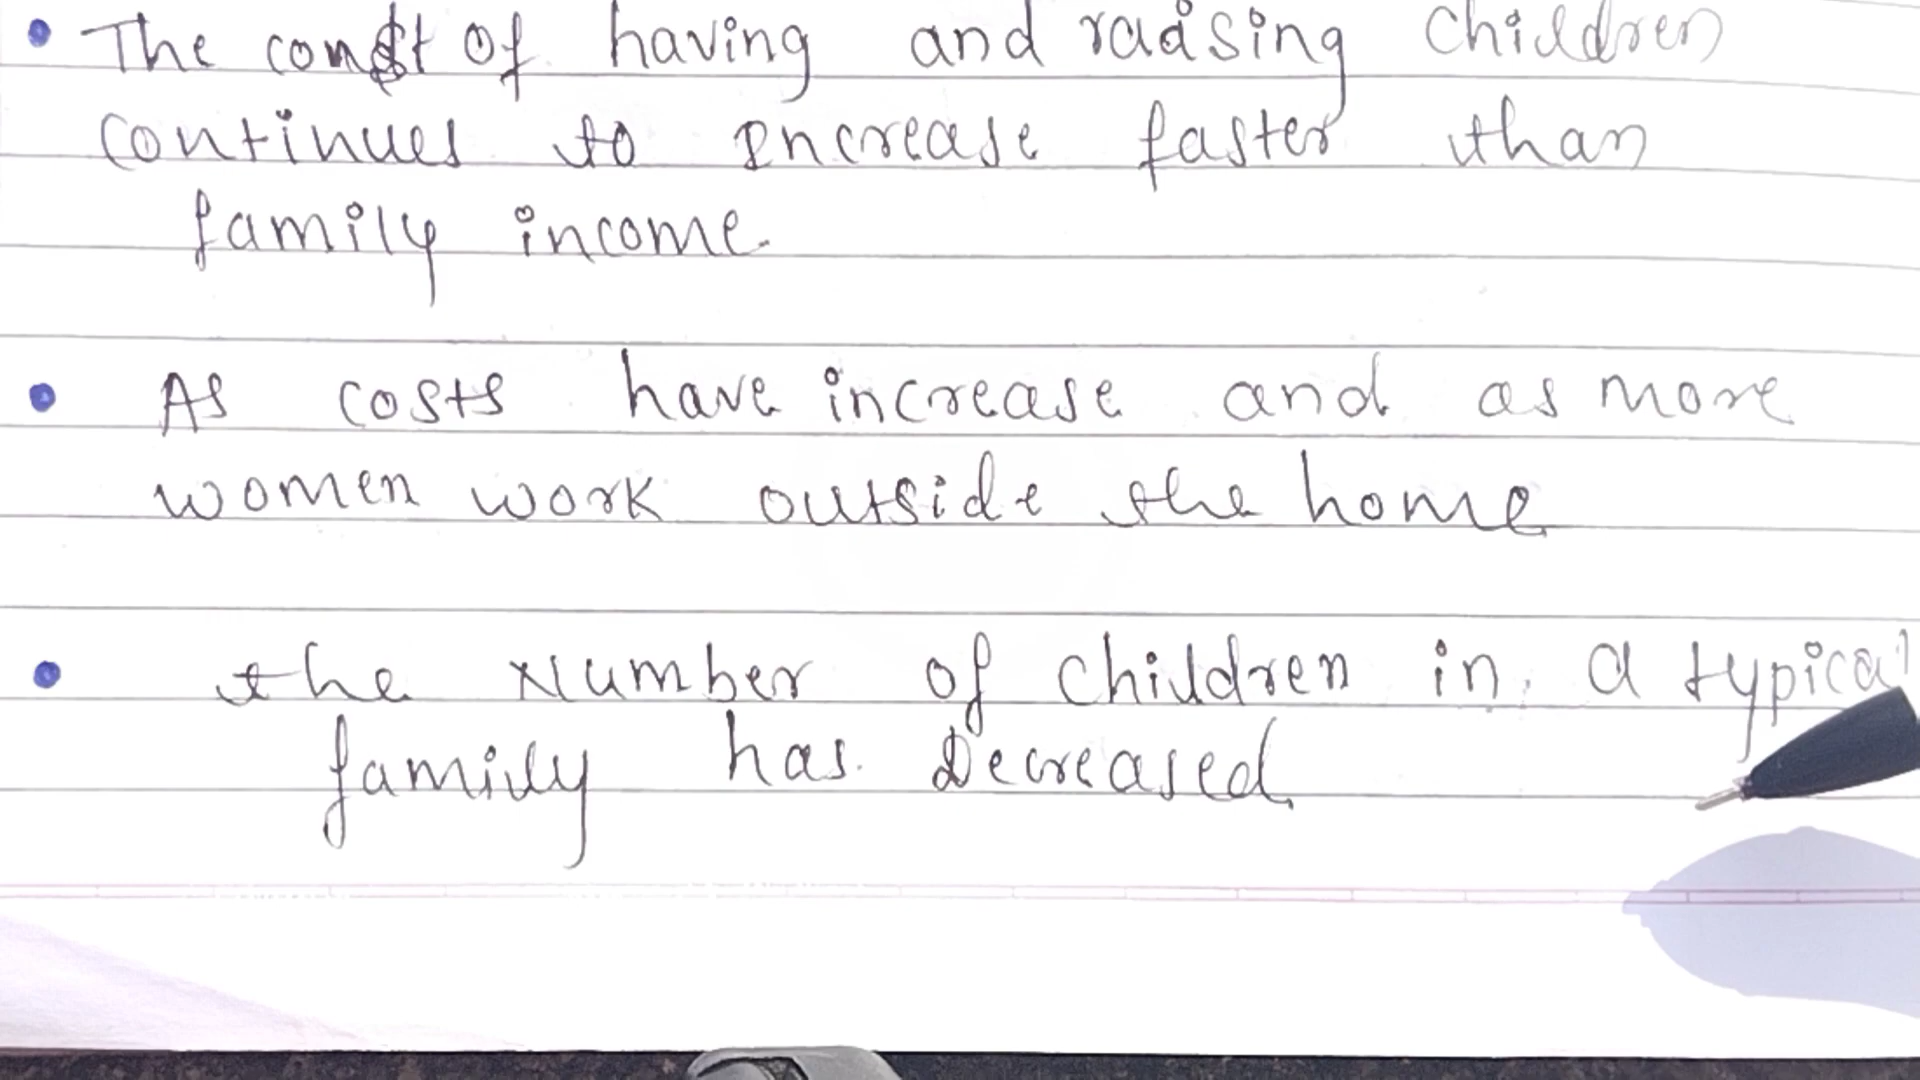 • The const of having and raising children
continues to increase faster than
family income
• As costs have increase and as more
women work outside the home
• the Number of children in a typical
family has Decreased